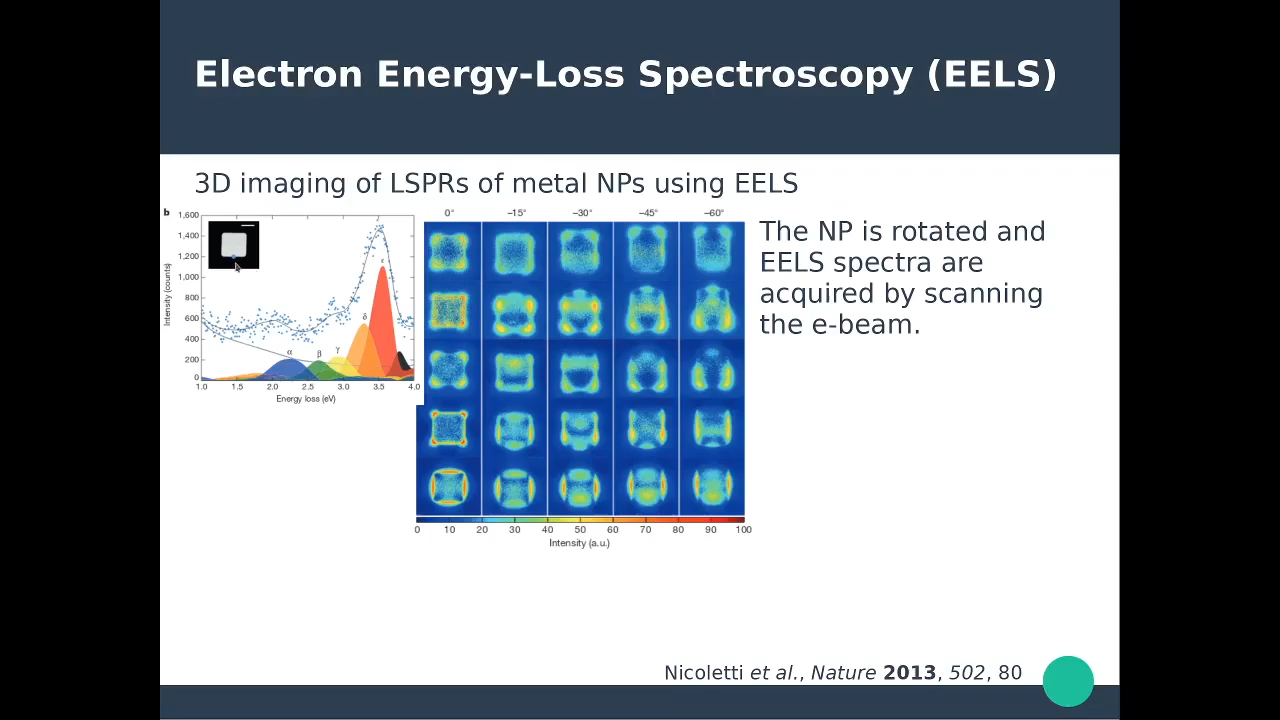 Electron Energy-Loss Spectroscopy (EELS)
3D imaging of LSPRs of metal NPs using EELS
b
1,600
1,400
1,200
1,000
800
600
400
200
0
Intensity (counts)
α
β
γ
δ
ε
1.0 1.5 2.0 2.5 3.0 3.5 4.0
Energy loss (eV)
0° –15° –30° –45° –60°
0 10 20 30 40 50 60 70 80 90 100
Intensity (a.u.)
The NP is rotated and
EELS spectra are
acquired by scanning
the e-beam.
Nicoletti et al., Nature 2013, 502, 80